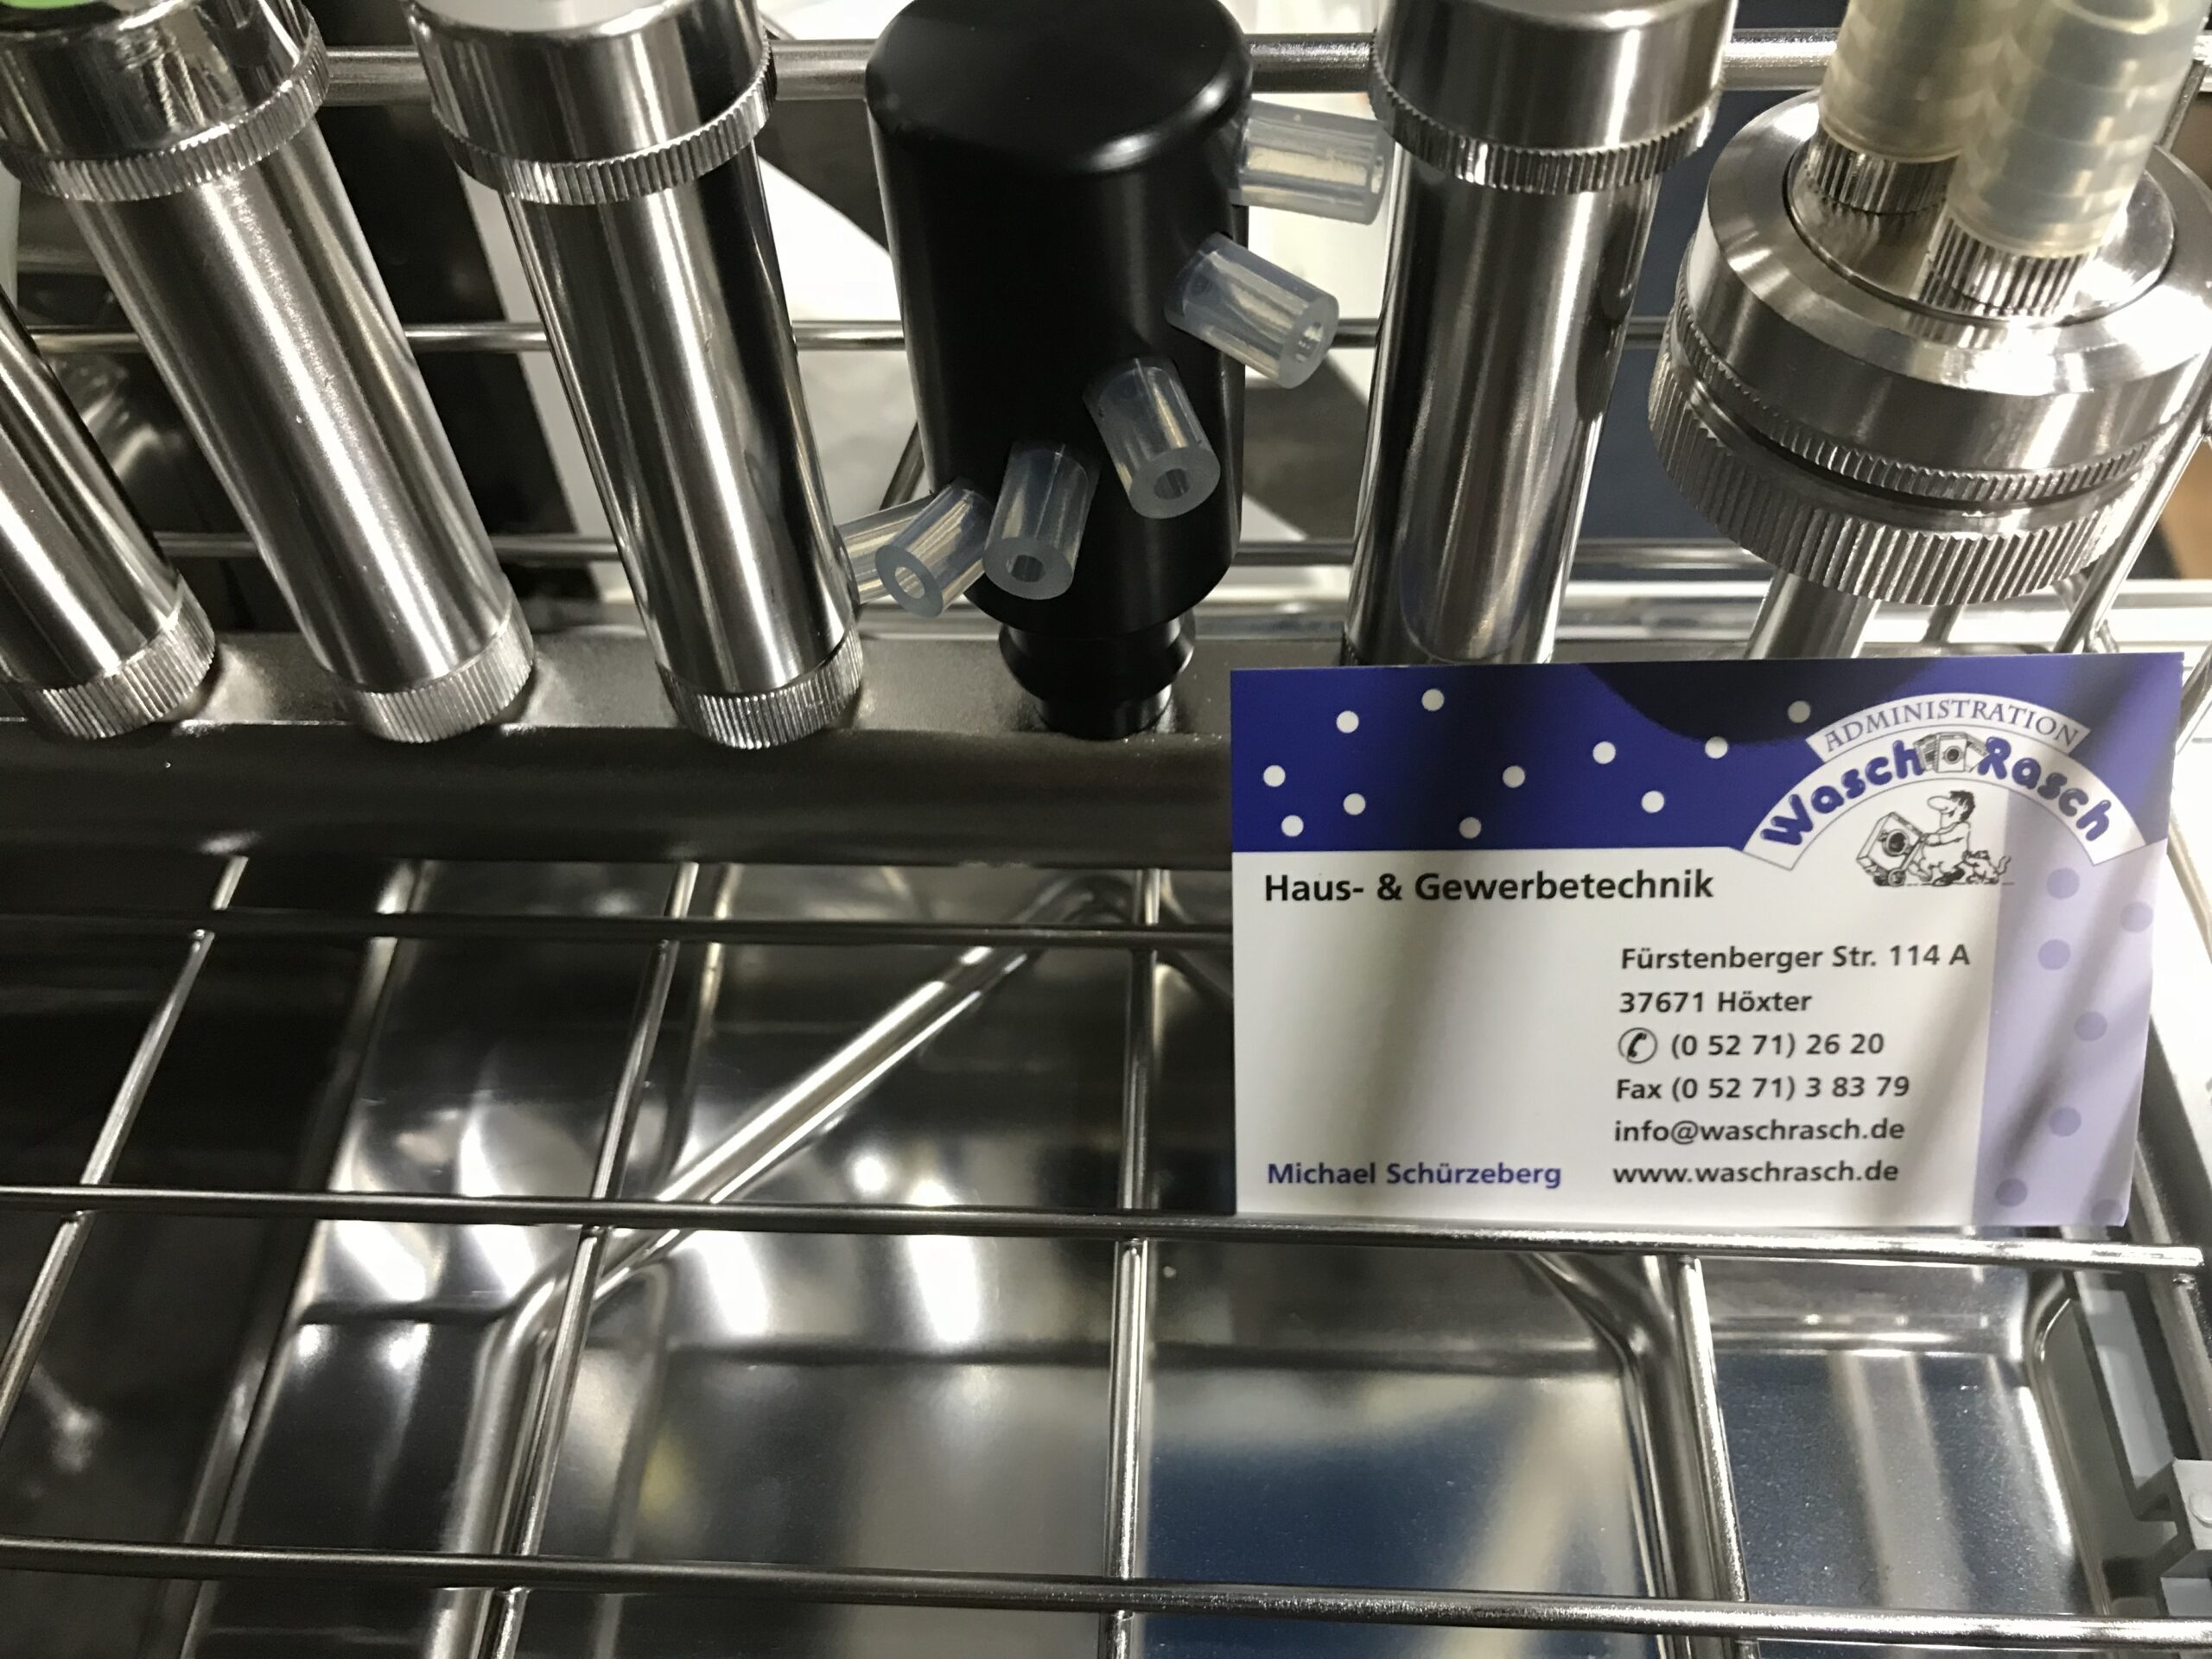 ADMINISTRATION
Wasch Rasch
Haus- & Gewerbetechnik
Fürstenberger Str. 114 A
37671 Höxter
(0 52 71) 26 20
Fax (0 52 71) 3 83 79
info@waschrasch.de
Michael Schürzeberg
www.waschrasch.de